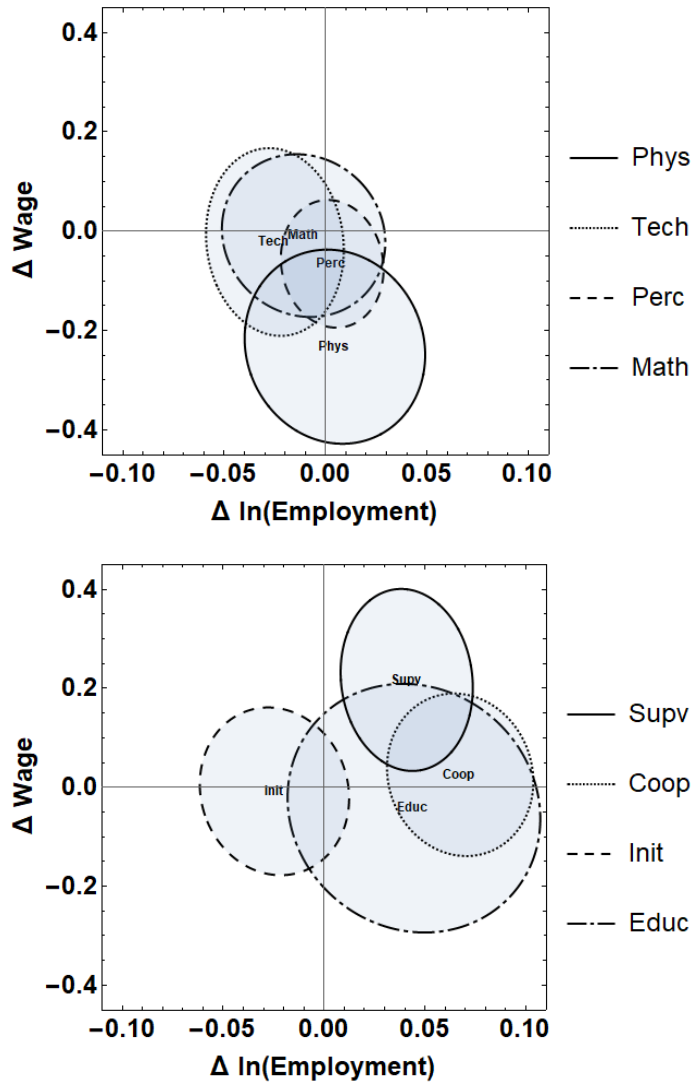 0.4
0.2
0.0
−0.2
−0.4
Δ Wage
Tech
Math
Perc
Phys
−0.10 −0.05 0.00 0.05 0.10
Δ ln(Employment)
Phys
Tech
Perc
Math
0.4
0.2
0.0
−0.2
−0.4
Δ Wage
Supv
Coop
Init
Educ
−0.10 −0.05 0.00 0.05 0.10
Δ ln(Employment)
Supv
Coop
Init
Educ